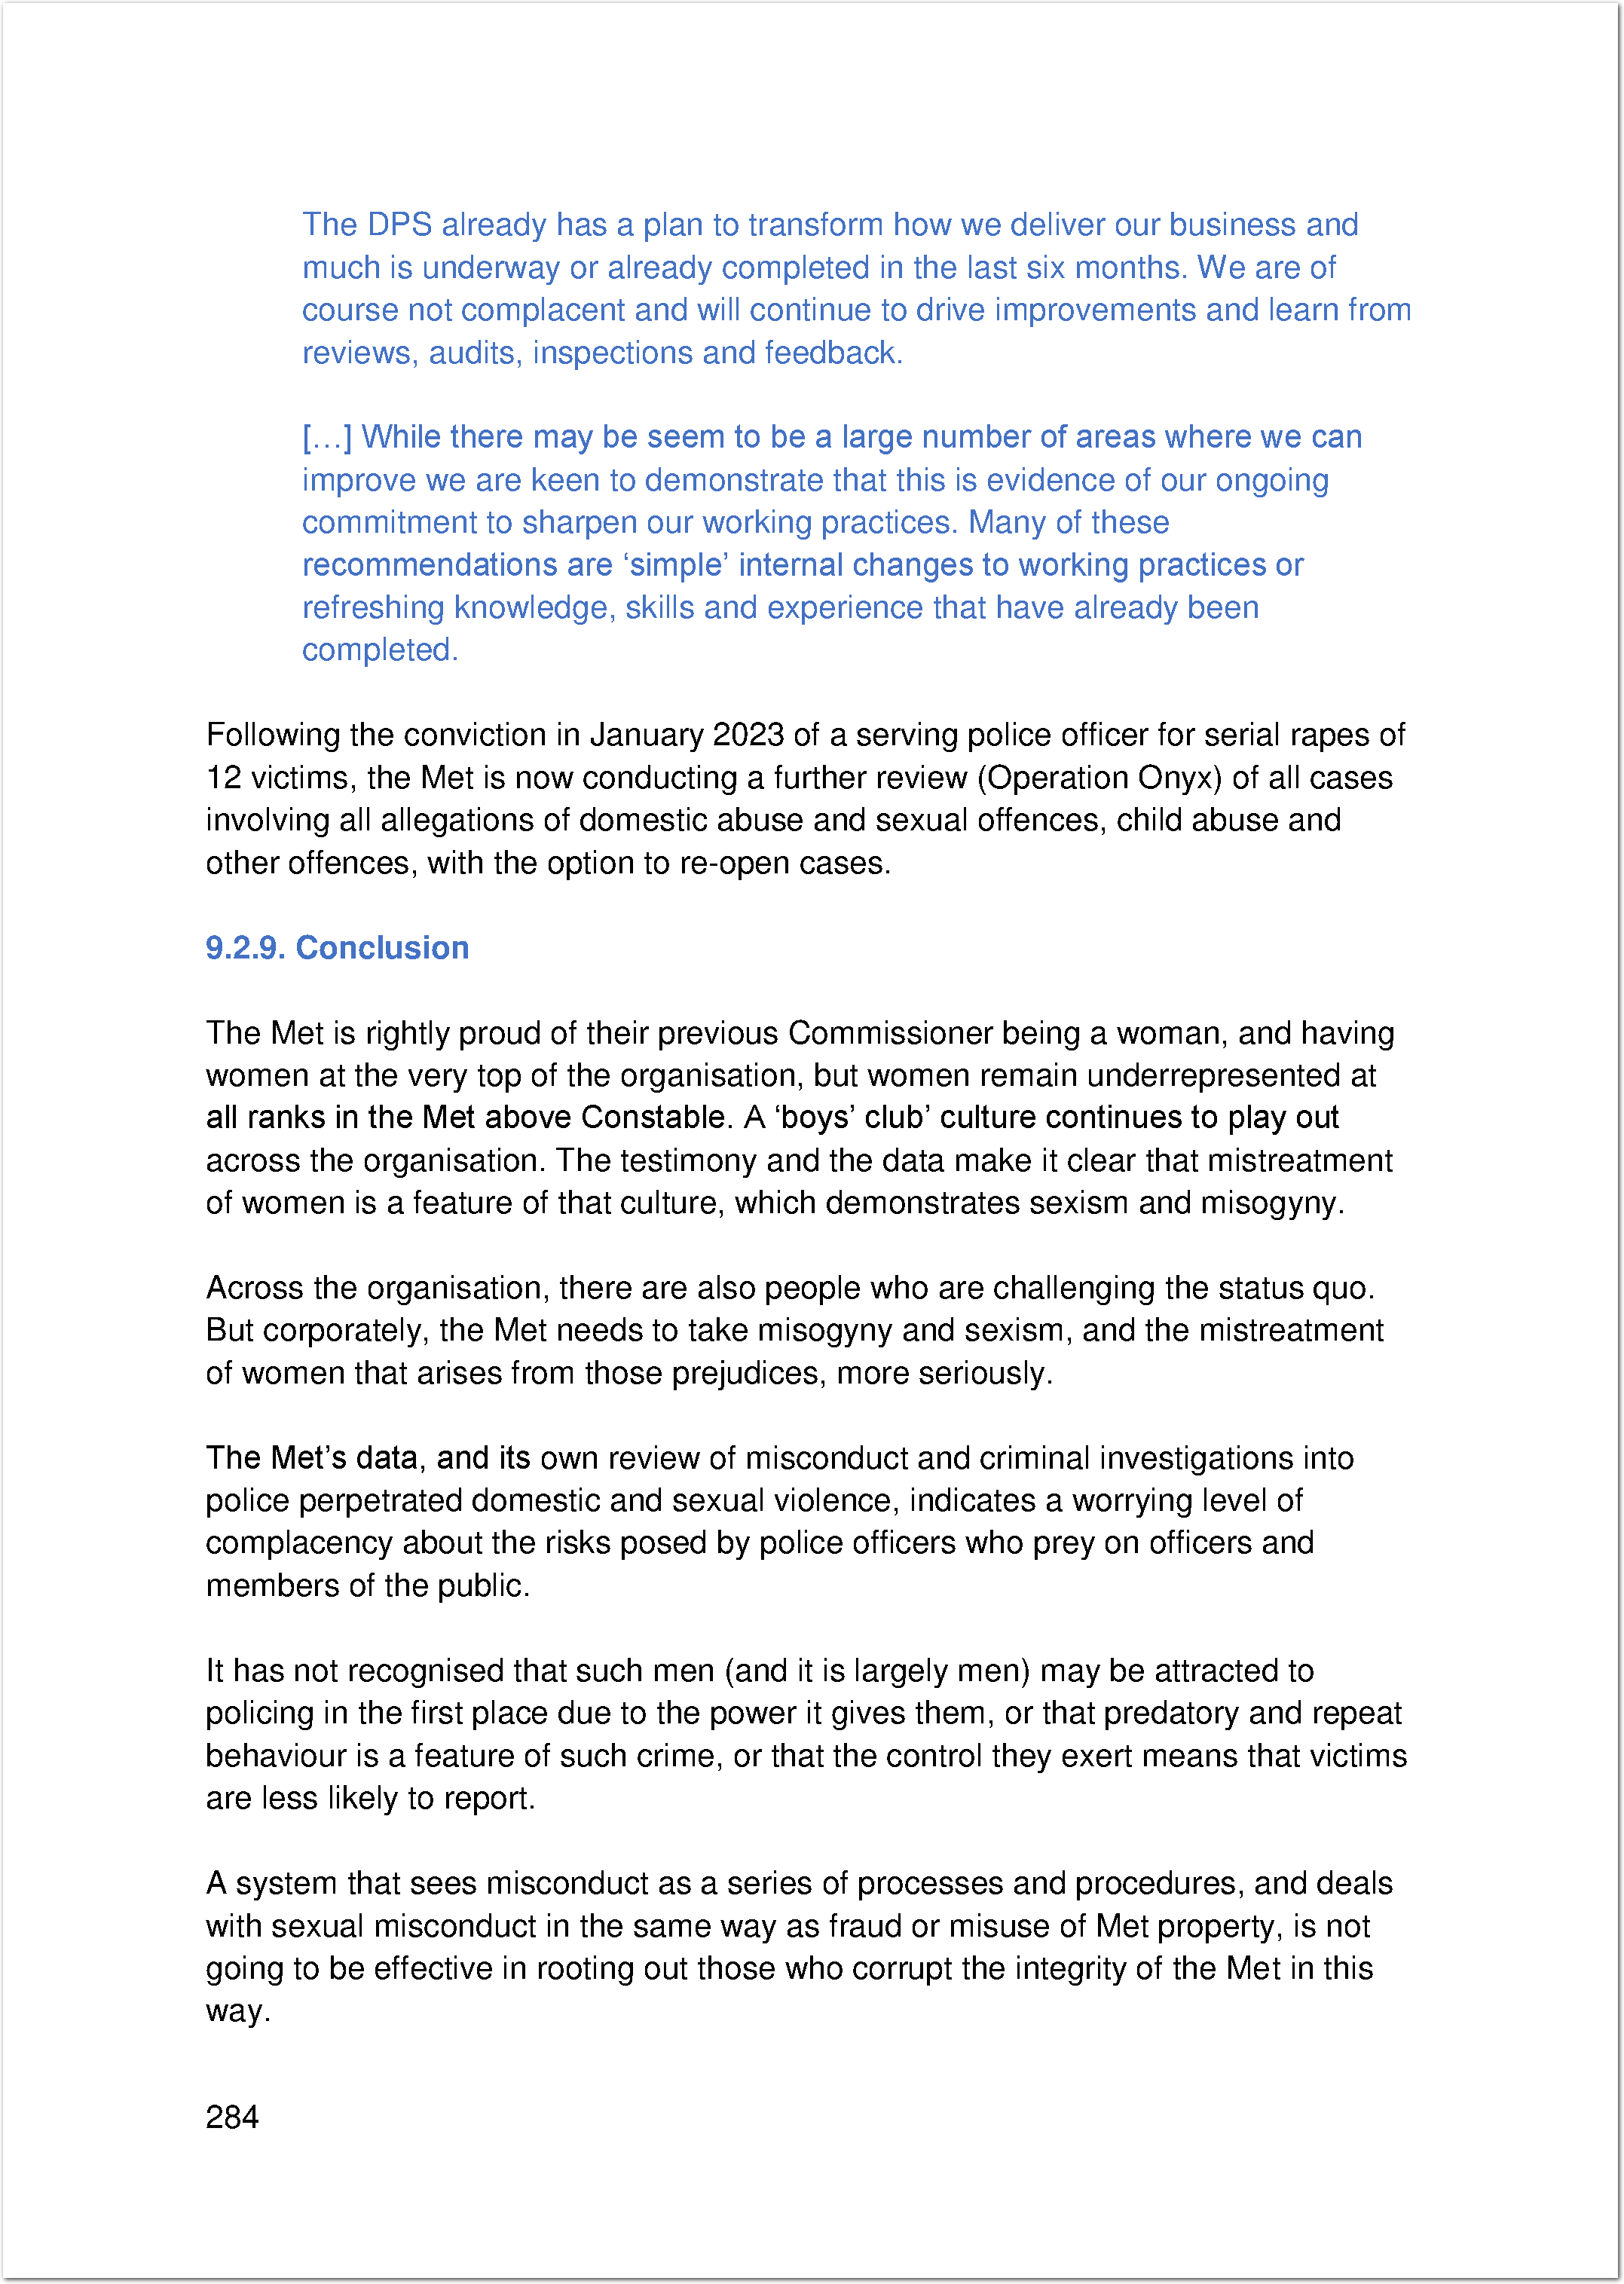 The DPS already has a plan to transform how we deliver our business and
much is underway or already completed in the last six months. We are of
course not complacent and will continue to drive improvements and learn from
reviews, audits, inspections and feedback.
[…] While there may be seem to be a large number of areas where we can
improve we are keen to demonstrate that this is evidence of our ongoing
commitment to sharpen our working practices. Many of these
recommendations are ‘simple’ internal changes to working practices or
refreshing knowledge, skills and experience that have already been
completed.
Following the conviction in January 2023 of a serving police officer for serial rapes of
12 victims, the Met is now conducting a further review (Operation Onyx) of all cases
involving all allegations of domestic abuse and sexual offences, child abuse and
other offences, with the option to re-open cases.
9.2.9. Conclusion
The Met is rightly proud of their previous Commissioner being a woman, and having
women at the very top of the organisation, but women remain underrepresented at
all ranks in the Met above Constable. A ‘boys’ club’ culture continues to play out
across the organisation. The testimony and the data make it clear that mistreatment
of women is a feature of that culture, which demonstrates sexism and misogyny.
Across the organisation, there are also people who are challenging the status quo.
But corporately, the Met needs to take misogyny and sexism, and the mistreatment
of women that arises from those prejudices, more seriously.
The Met’s data, and its own review of misconduct and criminal investigations into
police perpetrated domestic and sexual violence, indicates a worrying level of
complacency about the risks posed by police officers who prey on officers and
members of the public.
It has not recognised that such men (and it is largely men) may be attracted to
policing in the first place due to the power it gives them, or that predatory and repeat
behaviour is a feature of such crime, or that the control they exert means that victims
are less likely to report.
A system that sees misconduct as a series of processes and procedures, and deals
with sexual misconduct in the same way as fraud or misuse of Met property, is not
going to be effective in rooting out those who corrupt the integrity of the Met in this
way.
284